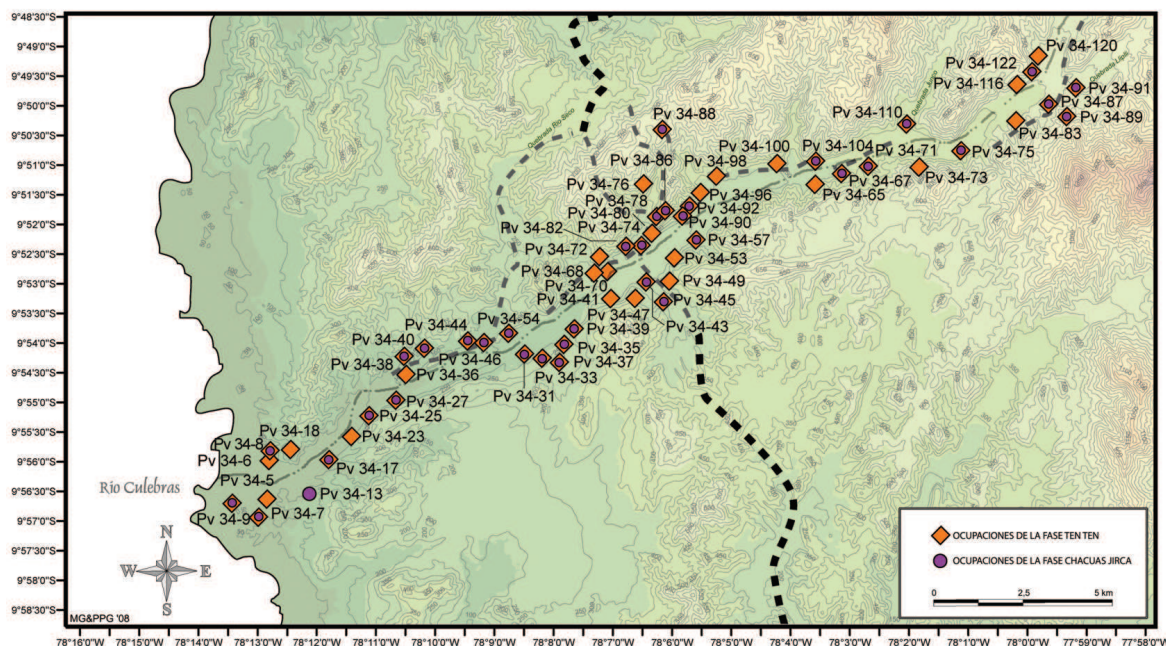 9°48'30"S
9°49'0"S
9°49'30"S
9°50'0"S
9°50'30"S
9°51'0"S
9°51'30"S
9°52'0"S
9°52'30"S
9°53'0"S
9°53'30"S
9°54'0"S
9°54'30"S
9°55'0"S
9°55'30"S
9°56'0"S
9°56'30"S
9°57'0"S
9°57'30"S
9°58'0"S
9°58'30"S
Pv 34-120
Pv 34-122
Pv 34-116
Quebrada Lipis
Pv 34-91
Pv 34-87
Pv 34-89
Pv 34-83
Pv 34-110
Pv 34-88
Quebrada Río Seco
Pv 34-100
Pv 34-104
Pv 34-71
Pv 34-75
Pv 34-86
Pv 34-98
Pv 34-73
Pv 34-67
Pv 34-65
Pv 34-76
Pv 34-78
Pv 34-96
Pv 34-80
Pv 34-92
Pv 34-74
Pv 34-90
Pv 34-82
Pv 34-57
Pv 34-72
Pv 34-53
Pv 34-68
Pv 34-70
Pv 34-49
Pv 34-41
Pv 34-45
Pv 34-47
Pv 34-43
Pv 34-54
Pv 34-39
Pv 34-44
Pv 34-40
Pv 34-35
Pv 34-46
Pv 34-38
Pv 34-37
Pv 34-36
Pv 34-33
Pv 34-31
Pv 34-27
Pv 34-25
Pv 34-18
Pv 34-23
Pv 34-8
Pv 34-6
Pv 34-17
Pv 34-5
Río Culebras
Pv 34-13
Pv 34-9
Pv 34-7
N
W
E
S
OCUPACIONES DE LA FASE TEN TEN
OCUPACIONES DE LA FASE CHACUAS JIRCA
0
2.5
5 km
MG&PPG '08
78°16'0"W
78°15'0"W
78°14'0"W
78°13'0"W
78°12'0"W
78°11'0"W
78°10'0"W
78°9'0"W
78°8'0"W
78°7'0"W
78°6'0"W
78°5'0"W
78°4'0"W
78°3'0"W
78°2'0"W
78°1'0"W
78°0'0"W
77°59'0"W
77°58'0"W